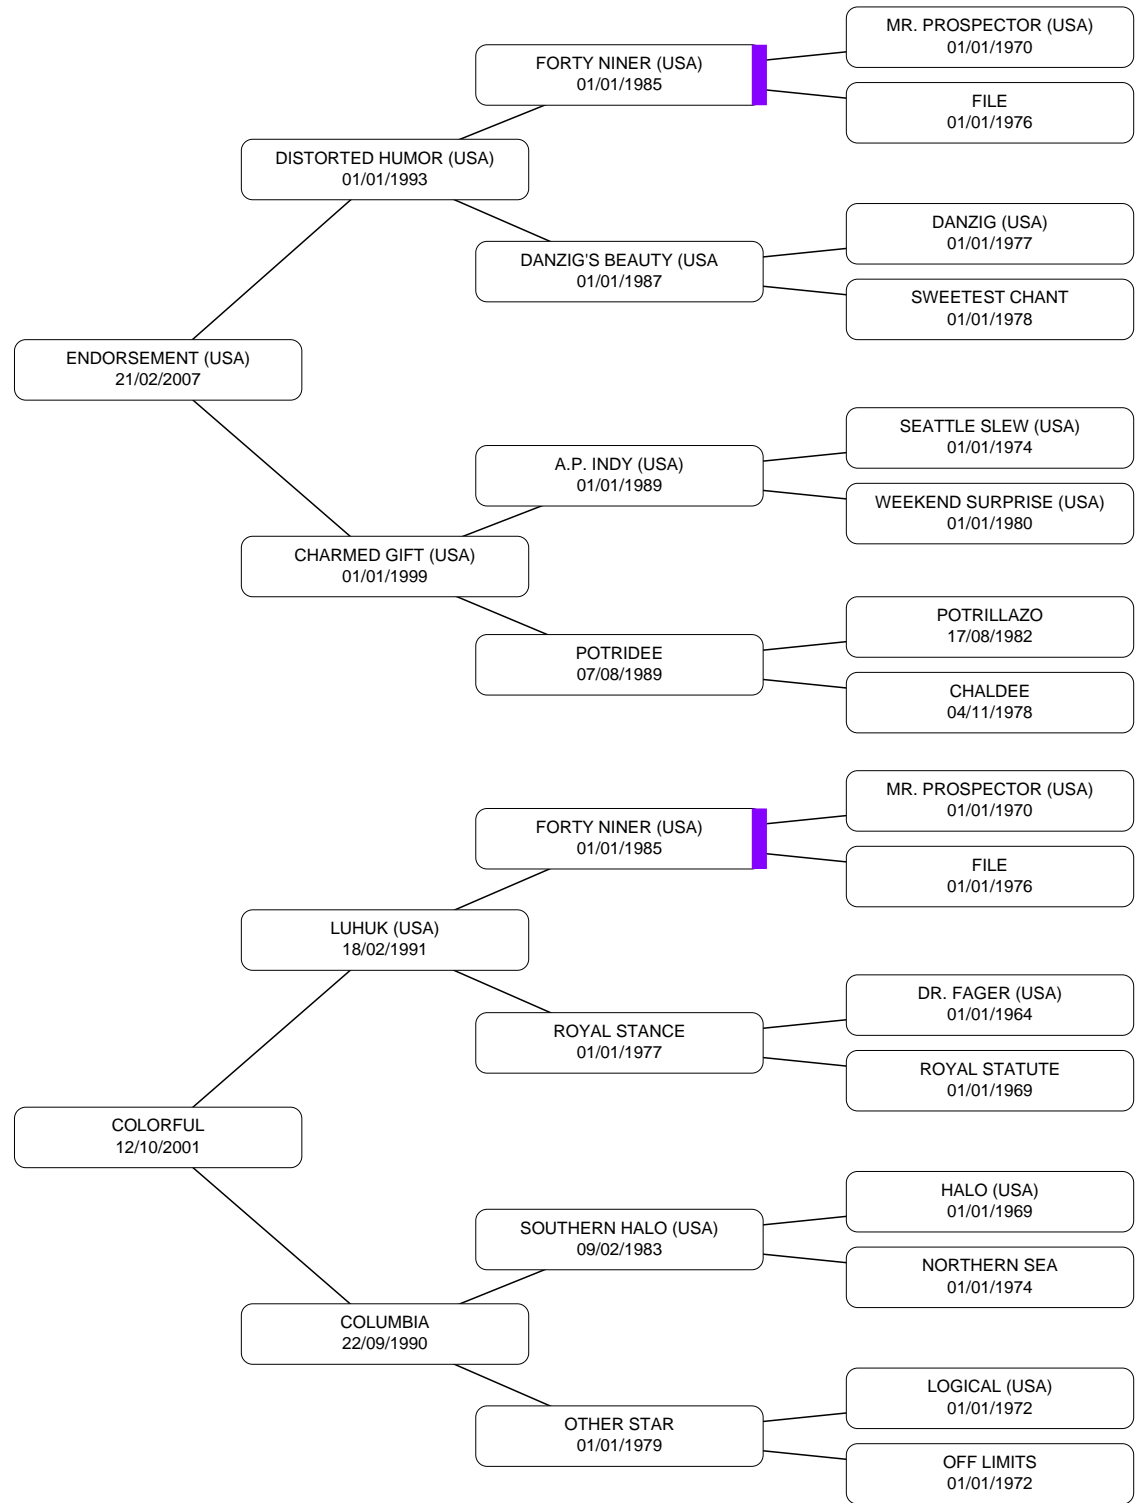 MR. PROSPECTOR (USA)
01/01/1970
FORTY NINER (USA)
01/01/1985
FILE
01/01/1976
DISTORTED HUMOR (USA)
01/01/1993
DANZIG (USA)
01/01/1977
DANZIG'S BEAUTY (USA
01/01/1987
SWEETEST CHANT
01/01/1978
ENDORSEMENT (USA)
21/02/2007
SEATTLE SLEW (USA)
01/01/1974
A.P. INDY (USA)
01/01/1989
WEEKEND SURPRISE (USA)
01/01/1980
CHARMED GIFT (USA)
01/01/1999
POTRILLAZO
17/08/1982
POTRIDEE
07/08/1989
CHALDEE
04/11/1978
MR. PROSPECTOR (USA)
01/01/1970
FORTY NINER (USA)
01/01/1985
FILE
01/01/1976
LUHUK (USA)
18/02/1991
DR. FAGER (USA)
01/01/1964
ROYAL STANCE
01/01/1977
ROYAL STATUTE
01/01/1969
COLORFUL
12/10/2001
HALO (USA)
01/01/1969
SOUTHERN HALO (USA)
09/02/1983
NORTHERN SEA
01/01/1974
COLUMBIA
22/09/1990
LOGICAL (USA)
01/01/1972
OTHER STAR
01/01/1979
OFF LIMITS
01/01/1972